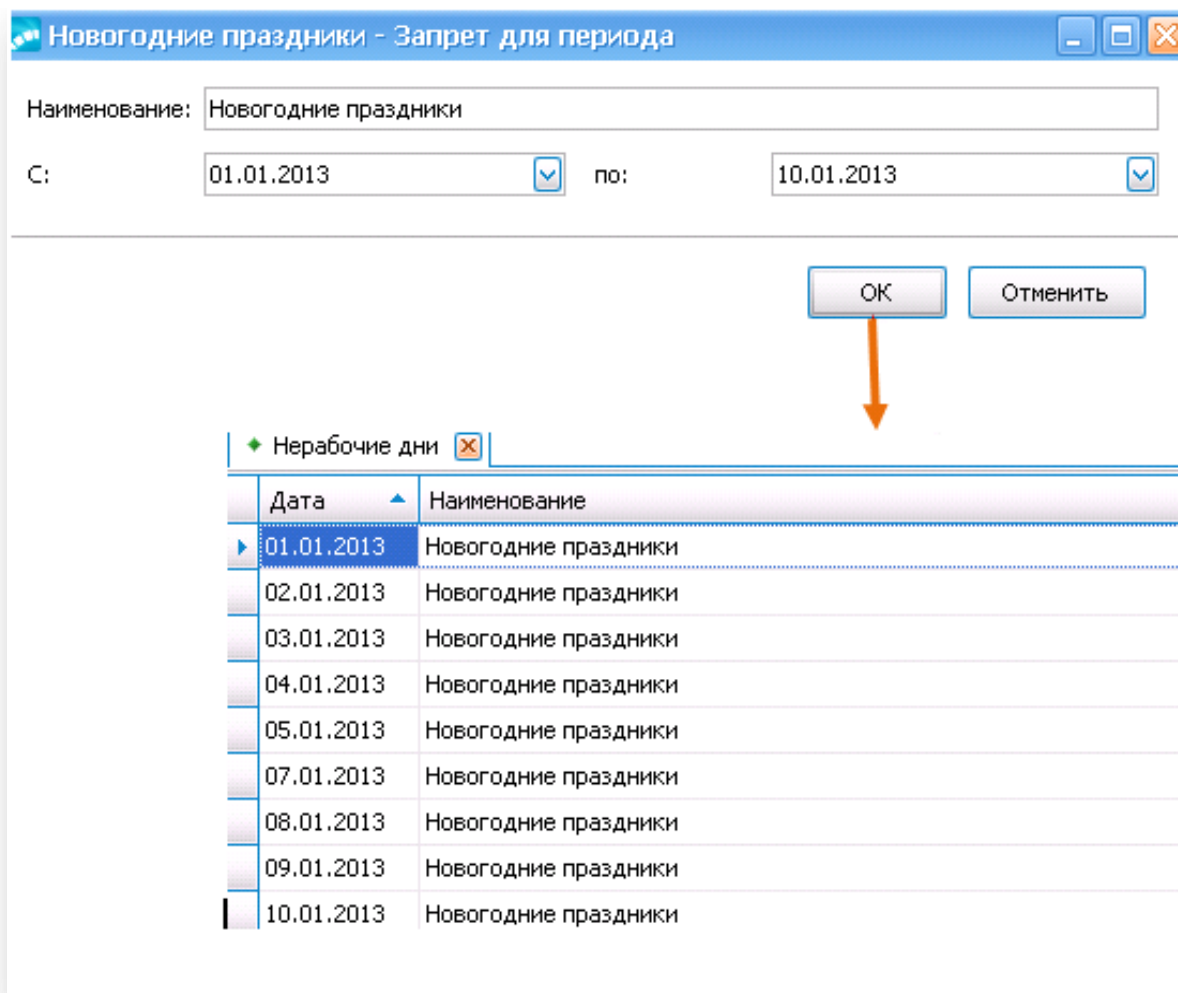 Новогодние праздники - Запрет для периода
Наименование: Новогодние праздники
С: 01.01.2013 по: 10.01.2013
ОК Отменить
Нерабочие дни
Дата Наименование
01.01.2013 Новогодние праздники
02.01.2013 Новогодние праздники
03.01.2013 Новогодние праздники
04.01.2013 Новогодние праздники
05.01.2013 Новогодние праздники
07.01.2013 Новогодние праздники
08.01.2013 Новогодние праздники
09.01.2013 Новогодние праздники
10.01.2013 Новогодние праздники